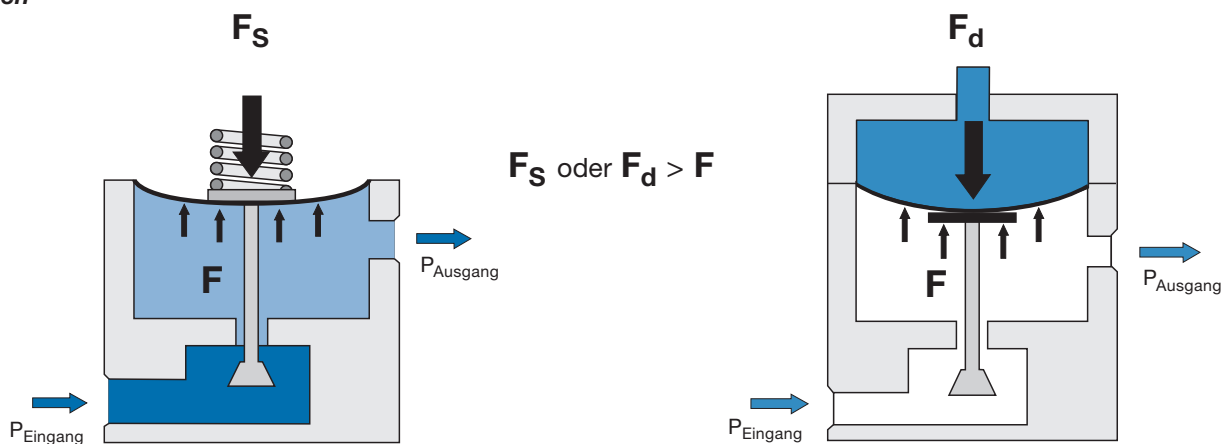 F_S
F_d
F_S oder F_d > F
F
F
P_Ausgang
P_Ausgang
P_Eingang
P_Eingang